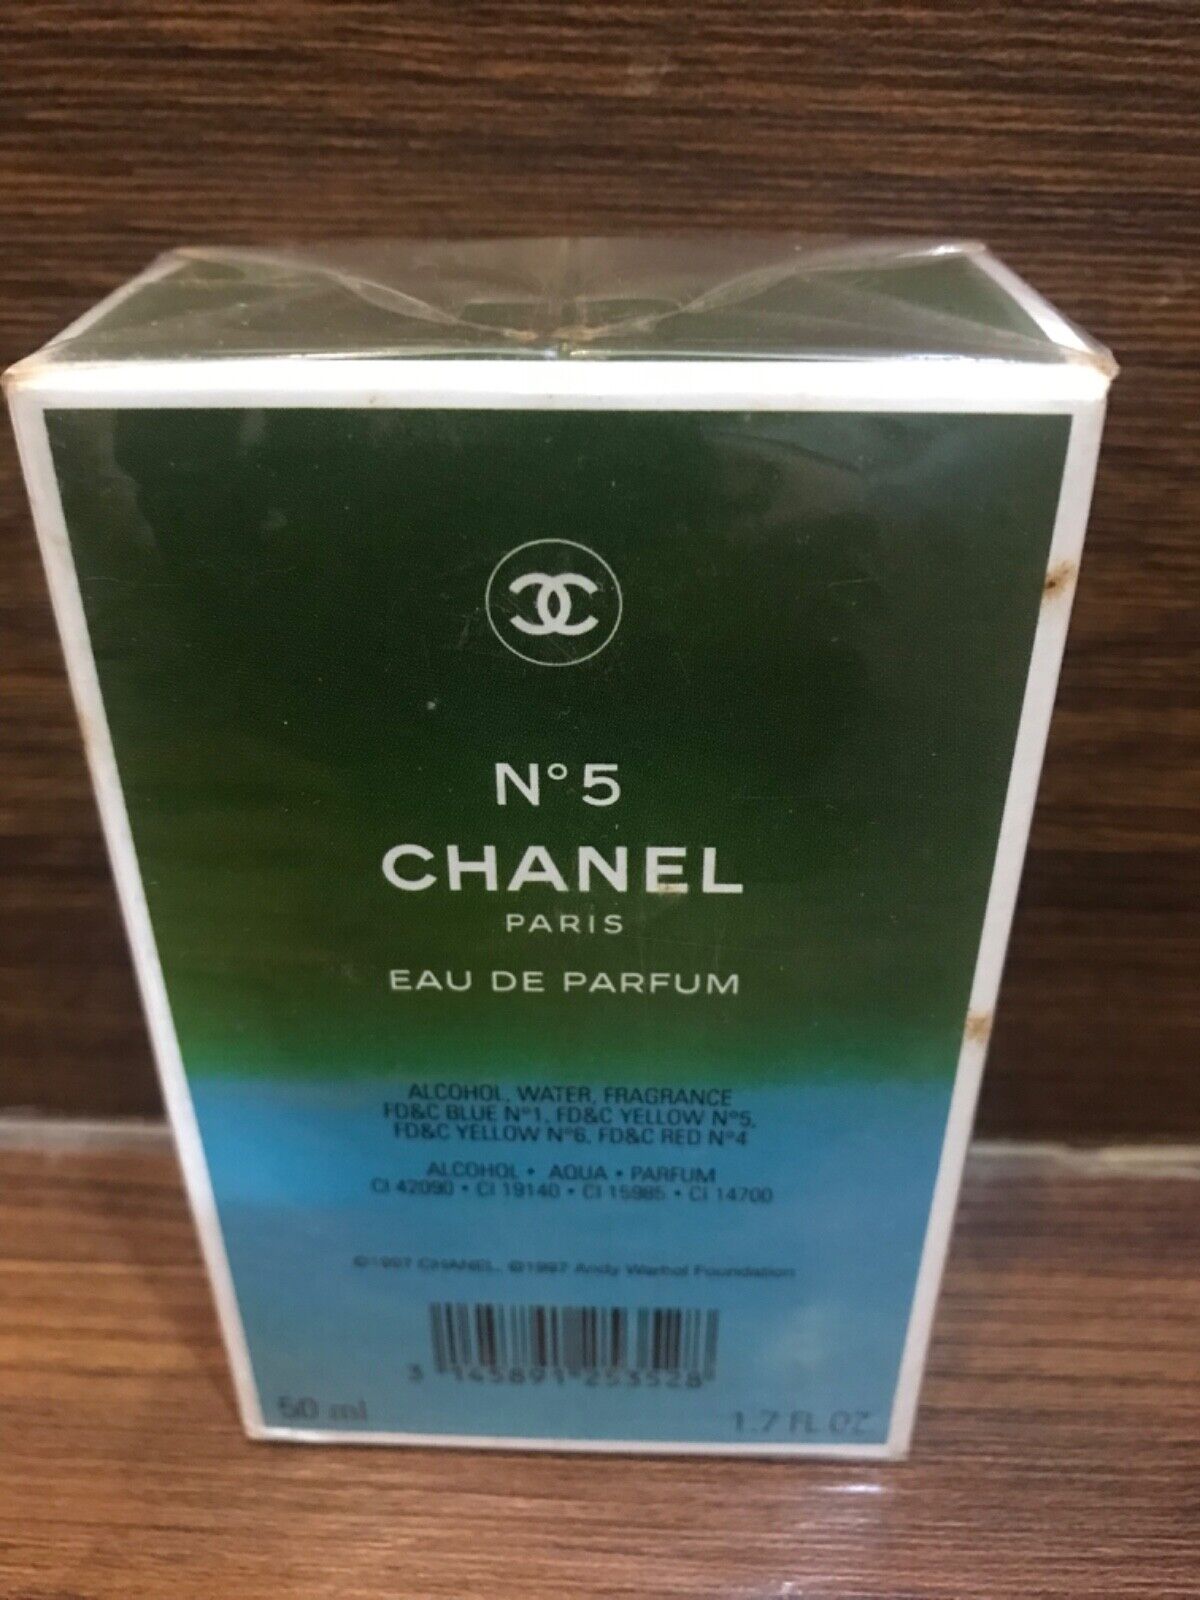 N°5
CHANEL
PARIS
EAU DE PARFUM
ALCOHOL, WATER, FRAGRANCE
FD&C BLUE N°1, FD&C YELLOW N°5,
FD&C YELLOW N°6, FD&C RED N°4
ALCOHOL • AQUA • PARFUM
CI 42090 • CI 19140 • CI 15985 • CI 14700
©1997 CHANEL, ©1997 Andy Warhol Foundation
3 145891 253528
50 ml
1.7 FL OZ